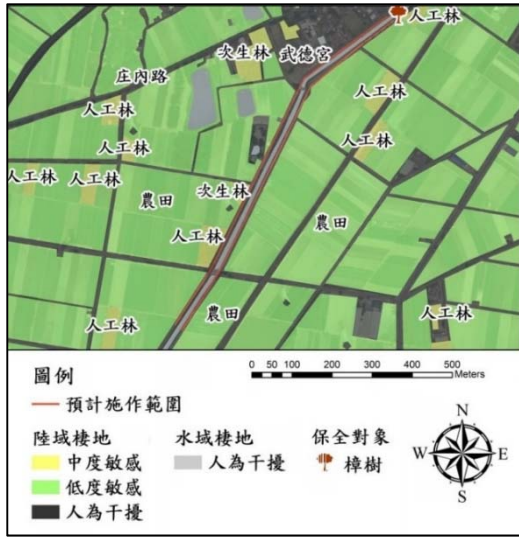 人工林
次生林
武德宮
庄內路
人工林
人工林
人工林
人工林
人工林
人工林
次生林
農田
農田
人工林
人工林
農田
人工林
圖例
0 50 100 200 300 400 500
Meters
預計施作範圍
陸域棲地
水域棲地
保全對象
中度敏感
人為干擾
樟樹
低度敏感
人為干擾
N
W
E
S